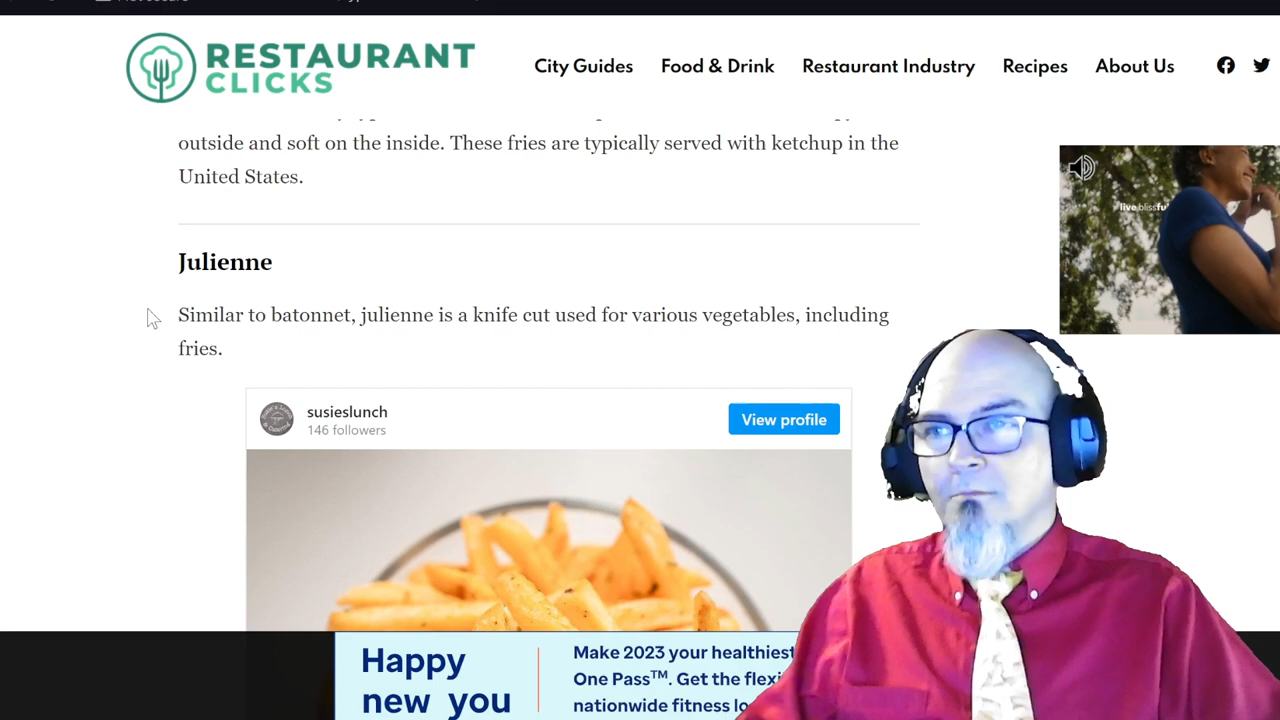 RESTAURANT
CLICKS
City Guides Food & Drink Restaurant Industry Recipes About Us
outside and soft on the inside. These fries are typically served with ketchup in the
United States.
live blissfu
Julienne
Similar to batonnet, julienne is a knife cut used for various vegetables, including
fries.
susieslunch
146 followers
View profile
Happy
new you
Make 2023 your healthiest
One Pass™. Get the flexi
nationwide fitness lo